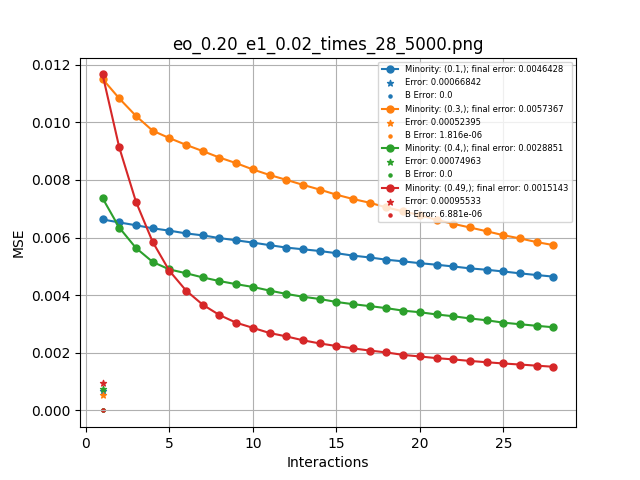 eo_0.20_e1_0.02_times_28_5000.png
0.012
0.010
0.008
0.006
0.004
0.002
0.000
MSE
Minority: (0.1,); final error: 0.0046428
Error: 0.00066842
B Error: 0.0
Minority: (0.3,); final error: 0.0057367
Error: 0.00052395
B Error: 1.816e-06
Minority: (0.4,); final error: 0.0028851
Error: 0.00074963
B Error: 0.0
Minority: (0.49,); final error: 0.0015143
Error: 0.00095533
B Error: 6.881e-06
0 5 10 15 20 25
Interactions